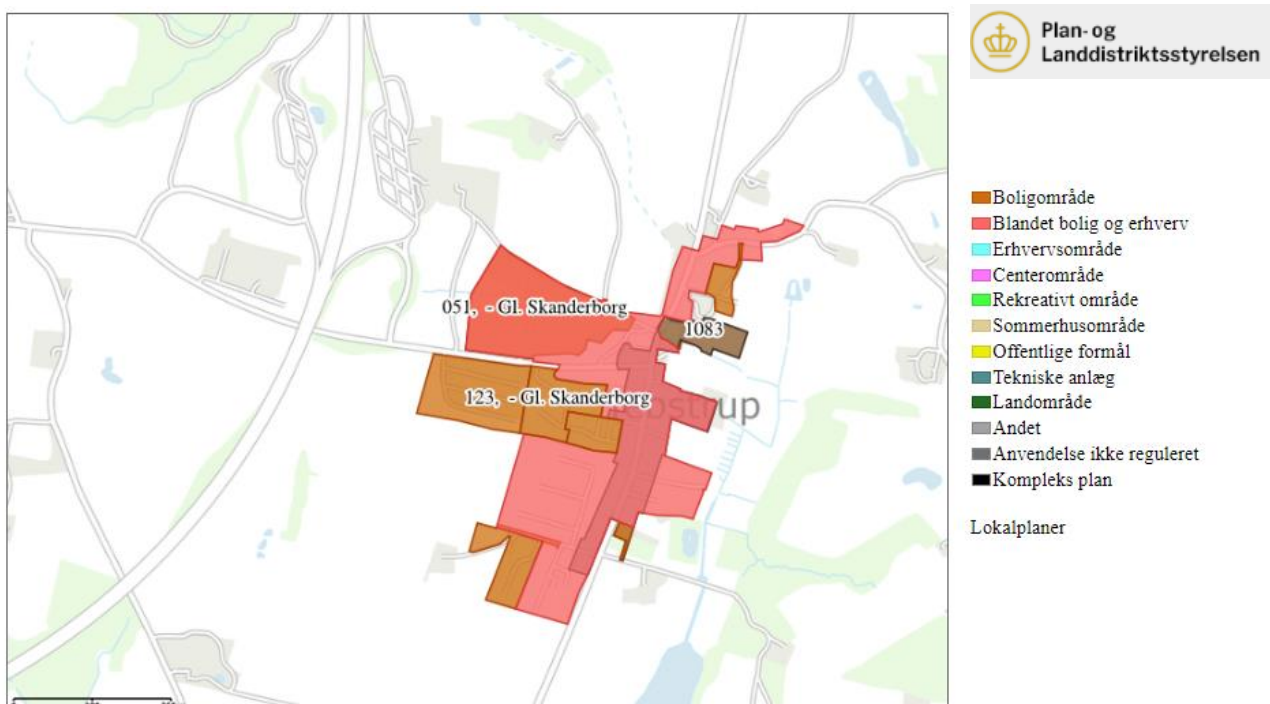 Plan- og
Landdistriktsstyrelsen
Boligområde
Blandet bolig og erhverv
Erhvervsområde
Centerområde
Rekreativt område
Sommerhusområde
Offentlige formål
Tekniske anlæg
Landområde
Andet
Anvendelse ikke reguleret
Kompleks plan
Lokalplaner
051, - Gl. Skanderborg
1083
123, - Gl. Skanderborg